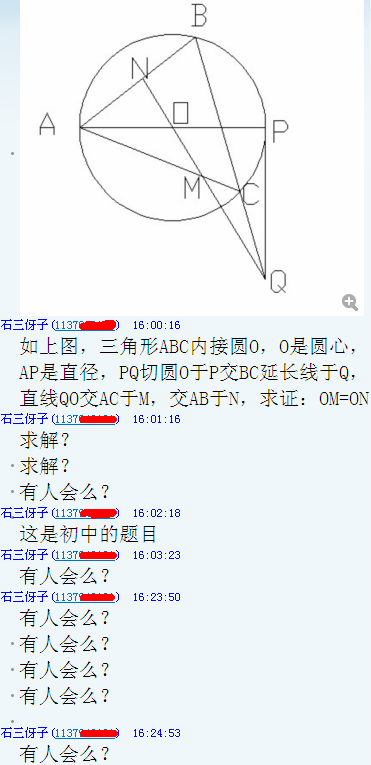 B
N
A
O
P
M
C
Q
石三伢子(1137) 16:00:16
如上图，三角形ABC内接圆O，O是圆心，
AP是直径，PQ切圆O于P交BC延长线于Q，
直线QO交AC于M，交AB于N，求证：OM=ON
石三伢子(1137) 16:01:16
求解？
求解？
有人会么？
石三伢子(1137) 16:02:18
这是初中的题目
石三伢子(1137) 16:03:23
有人会么？
石三伢子(1137) 16:23:50
有人会么？
有人会么？
有人会么？
有人会么？
石三伢子(1137) 16:24:53
有人会么？